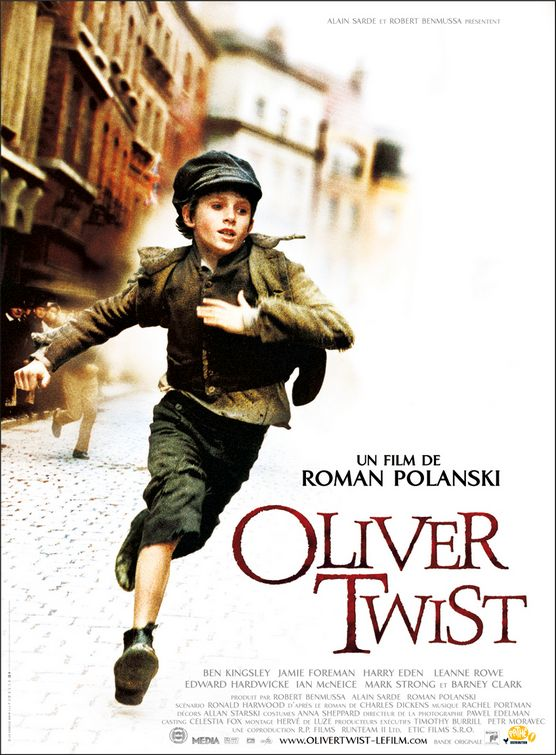 ALAIN SARDE ET ROBERT BENMUSSA PRÉSENTENT
UN FILM DE
ROMAN POLANSKI
OLIVER
TWIST
BEN KINGSLEY JAMIE FOREMAN HARRY EDEN LEANNE ROWE
EDWARD HARDWICKE IAN McNEICE MARK STRONG ET BARNEY CLARK
PRODUIT PAR ROBERT BENMUSSA ALAIN SARDE ROMAN POLANSKI
SCÉNARIO RONALD HARWOOD D'APRÈS LE ROMAN DE CHARLES DICKENS MUSIQUE RACHEL PORTMAN
DÉCORS ALLAN STARSKI COSTUMES ANNA SHEPPARD DIRECTEUR DE LA PHOTOGRAPHIE PAWEL EDELMAN
CASTING CELESTIA FOX MONTAGE HERVÉ DE LUZE PRODUCTEURS EXÉCUTIFS TIMOTHY BURRILL PETR MORAVEC
UNE COPRODUCTION R.P. FILMS RUNTEAM II LTD. ETIC FILMS S.R.O.
MEDIA WWW.OLIVERTWIST-LEFILM.COM BANDE ORIGINALE